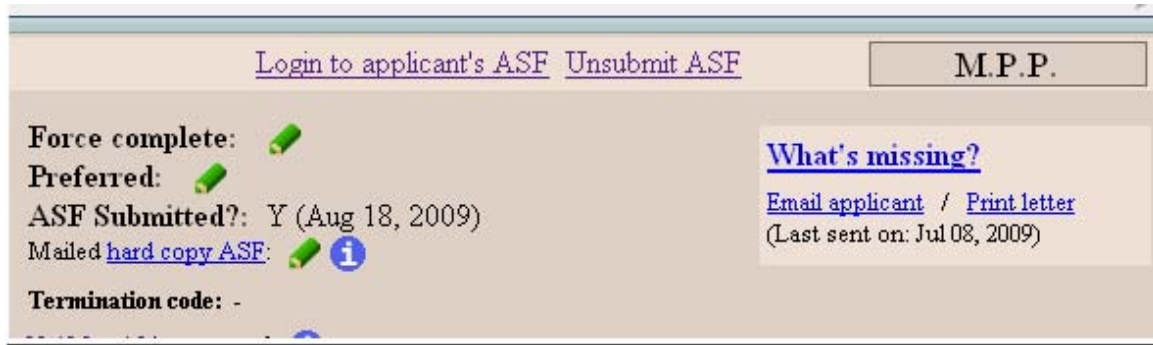 Login to applicant's ASF Unsubmit ASF
M.P.P.
Force complete:
Preferred:
ASF Submitted?: Y (Aug 18, 2009)
Mailed hard copy ASF:
Termination code: -
What's missing?
Email applicant / Print letter
(Last sent on: Jul 08, 2009)